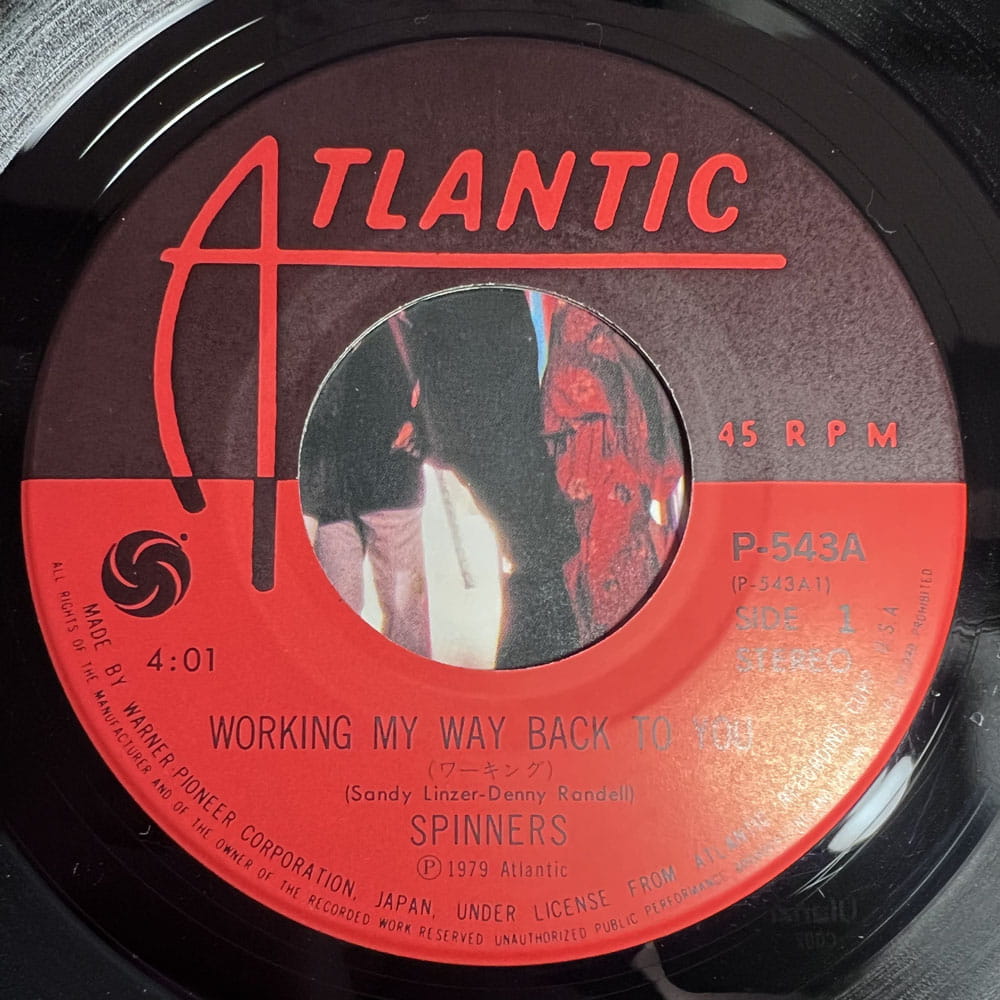 ATLANTIC
45 RPM
P-543A
(P-543A1)
SIDE 1
STEREO
4:01
WORKING MY WAY BACK TO YOU
(ワーキング)
(Sandy Linzer-Denny Randell)
SPINNERS
Ⓟ 1979 Atlantic
MADE BY WARNER-PIONEER CORPORATION, JAPAN, UNDER LICENSE FROM ATLANTIC RECORDING CORP. U.S.A
ALL RIGHTS OF THE MANUFACTURER AND OF THE OWNER OF THE RECORDED WORK RESERVED UNAUTHORIZED PUBLIC PERFORMANCE PROHIBITED